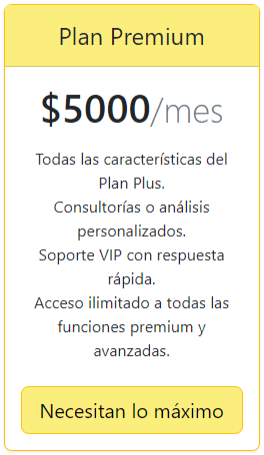 Plan Premium
$5000/mes
Todas las características del
Plan Plus.
Consultorías o análisis
personalizados.
Soporte VIP con respuesta
rápida.
Acceso ilimitado a todas las
funciones premium y
avanzadas.
Necesitan lo máximo